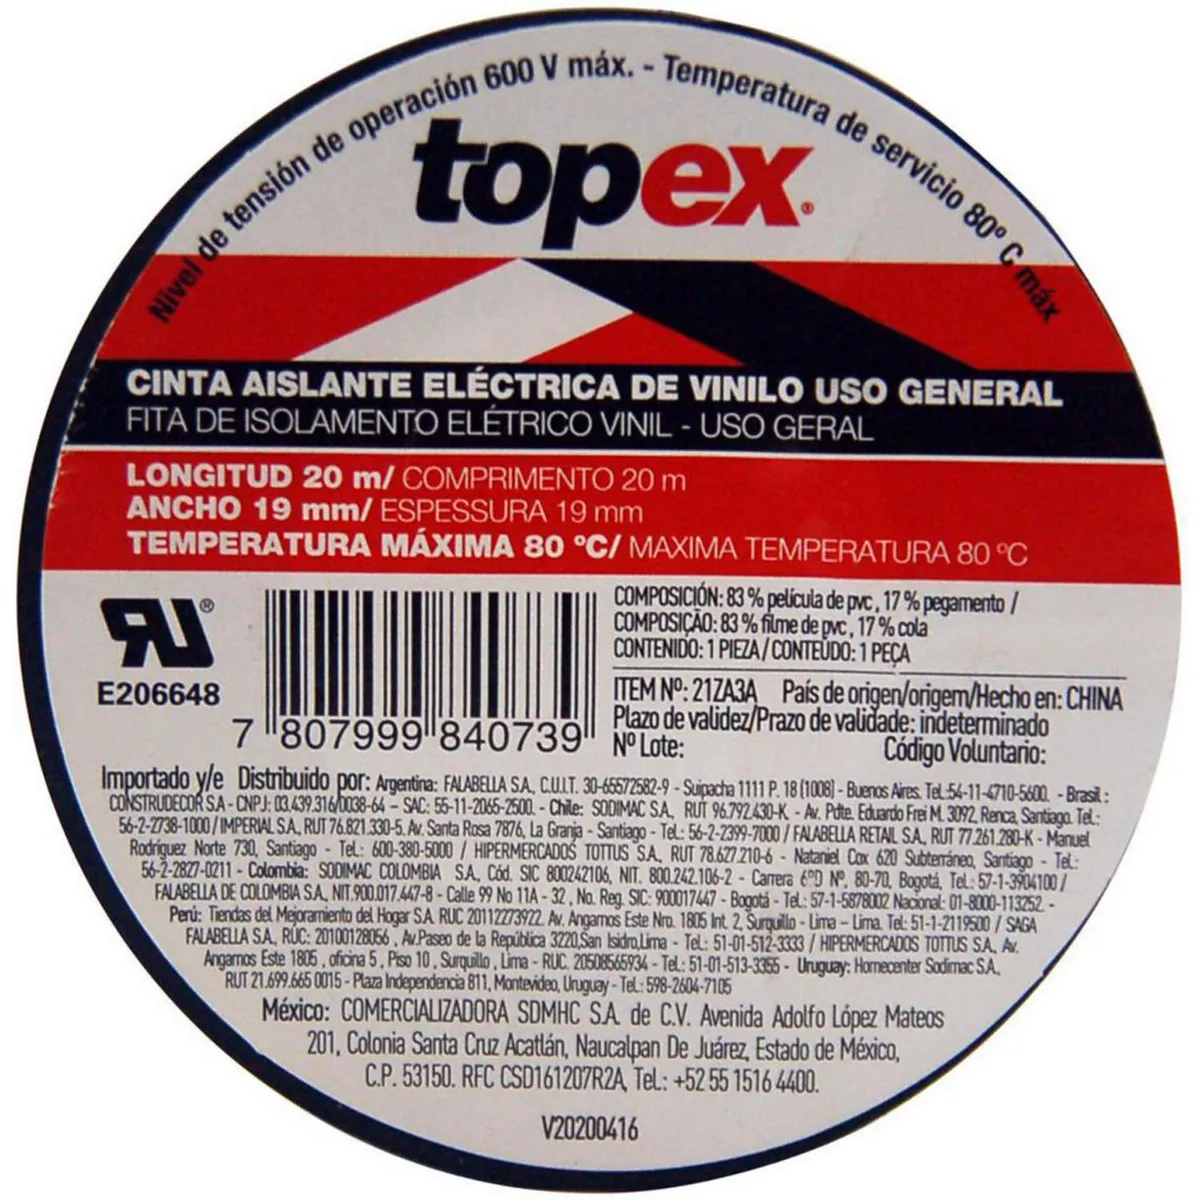 Nivel de tensión de operación 600 V máx. - Temperatura de servicio 80º C máx
topex®
CINTA AISLANTE ELÉCTRICA DE VINILO USO GENERAL
FITA DE ISOLAMENTO ELÉTRICO VINIL - USO GERAL
LONGITUD 20 m/ COMPRIMENTO 20 m
ANCHO 19 mm/ ESPESSURA 19 mm
TEMPERATURA MÁXIMA 80 ºC/ MAXIMA TEMPERATURA 80 ºC
RU®
E206648
7 807999 840739
COMPOSICIÓN: 83 % película de pvc, 17 % pegamento /
COMPOSIÇÃO: 83 % filme de pvc, 17 % cola
CONTENIDO: 1 PIEZA / CONTEÚDO: 1 PEÇA
ITEM Nº: 21ZA3A País de origen/origem/Hecho en: CHINA
Plazo de validez/Prazo de validade: indeterminado
Nº Lote: Código Voluntario:
Importado y/e Distribuido por: Argentina: FALABELLA S.A., C.U.I.T. 30-65572582-9 - Suipacha 1111 P. 18 (1008) - Buenos Aires. Tel.:54-11-4710-5600. - Brasil :
CONSTRUDECOR S.A - CNPJ: 03.439.316/0038-64 – SAC: 55-11-2065-2500. - Chile: SODIMAC S.A., RUT 96.792.430-K - Av. Pdte. Eduardo Frei M. 3092, Renca, Santiago. Tel.:
56-2-2738-1000 / IMPERIAL S.A., RUT 76.821.330-5. Av. Santa Rosa 7876, La Granja - Santiago - Tel.: 56-2-2399-7000 / FALABELLA RETAIL S.A., RUT 77.261.280-K - Manuel
Rodríguez Norte 730, Santiago - Tel.: 600-380-5000 / HIPERMERCADOS TOTTUS S.A., RUT 78.627.210-6 - Nataniel Cox 620 Subterráneo, Santiago - Tel.:
56-2-2827-0211 - Colombia: SODIMAC COLOMBIA S.A., Cód. SIC 800242106, NIT. 800.242.106-2 - Carrera 68D Nº. 80-70, Bogotá, Tel.: 57-1-3904100 /
FALABELLA DE COLOMBIA S.A., NIT.900.017.447-8 - Calle 99 No 11A - 32 , No. Reg. SIC: 900017447 - Bogotá - Tel.: 57-1-5878002 Nacional: 01-8000-113252. -
Perú: Tiendas del Mejoramiento del Hogar S.A. RUC 20112273922. Av. Angamos Este Nro. 1805 Int. 2, Surquillo - Lima – Lima. Tel: 51-1-2119500 / SAGA
FALABELLA S.A., RUC: 20100128056 , Av.Paseo de la República 3220,San Isidro,Lima - Tel.: 51-01-512-3333 / HIPERMERCADOS TOTTUS S.A., Av.
Angamos Este 1805 , oficina 5 , Piso 10 , Surquillo , Lima - RUC. 20508565934 - Tel.: 51-01-513-3355 - Uruguay: Homecenter Sodimac S.A.,
RUT 21.699.665 0015 - Plaza Independencia 811, Montevideo, Uruguay - Tel.: 598-2604-7105
México: COMERCIALIZADORA SDMHC S.A. de C.V. Avenida Adolfo López Mateos
201, Colonia Santa Cruz Acatlán, Naucalpan De Juárez, Estado de México,
C.P. 53150. RFC CSD161207R2A, Tel.: +52 55 1516 4400.
V20200416